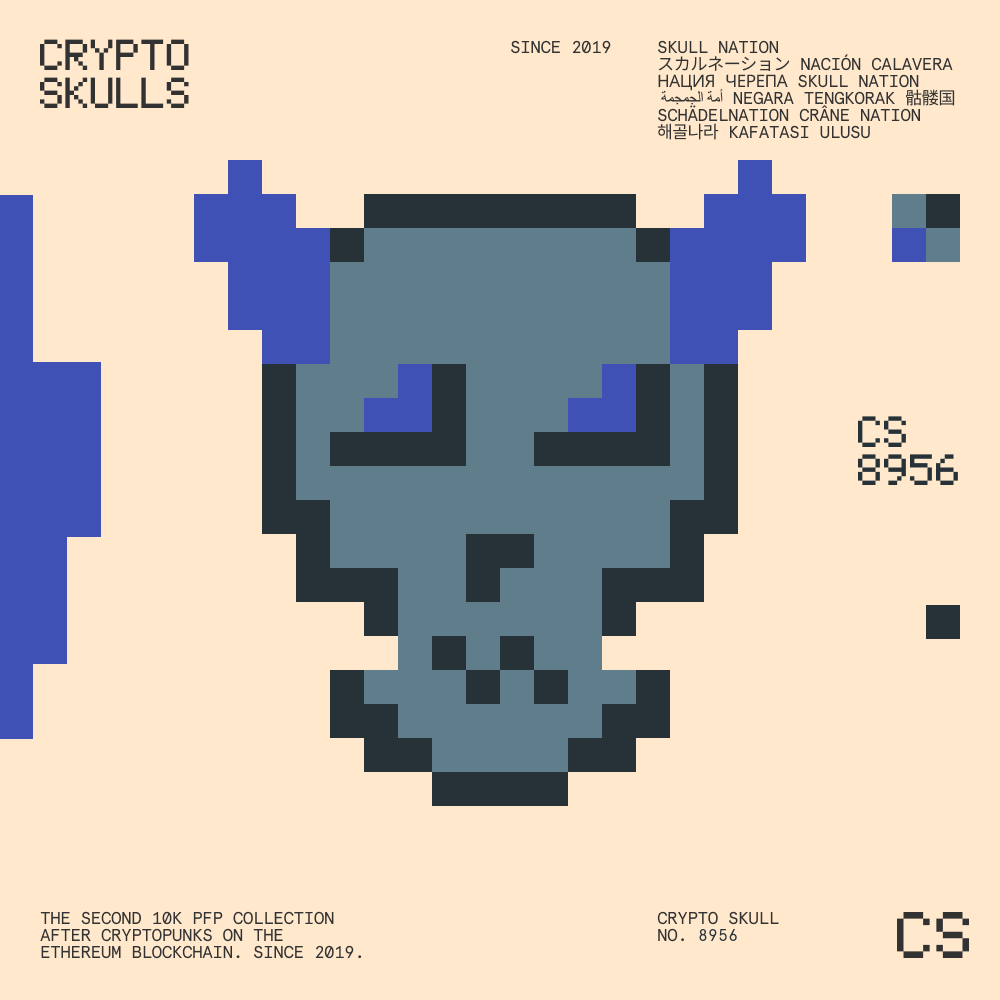 CRYPTO
SKULLS
SINCE 2019
SKULL NATION
スカルネーション NACIÓN CALAVERA
НАЦИЯ ЧЕРЕПА SKULL NATION
أمة الجمجمة NEGARA TENGKORAK 骷髅国
SCHÄDELNATION CRÂNE NATION
해골나라 KAFATASI ULUSU
CS
8956
THE SECOND 10K PFP COLLECTION
AFTER CRYPTOPUNKS ON THE
ETHEREUM BLOCKCHAIN. SINCE 2019.
CRYPTO SKULL
NO. 8956
CS